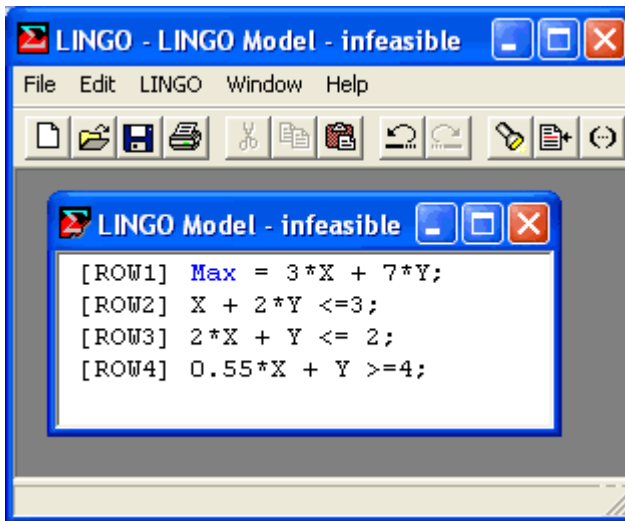 LINGO - LINGO Model - infeasible
File Edit LINGO Window Help
LINGO Model - infeasible
[ROW1] Max = 3*X + 7*Y;
[ROW2] X + 2*Y <=3;
[ROW3] 2*X + Y <= 2;
[ROW4] 0.55*X + Y >=4;